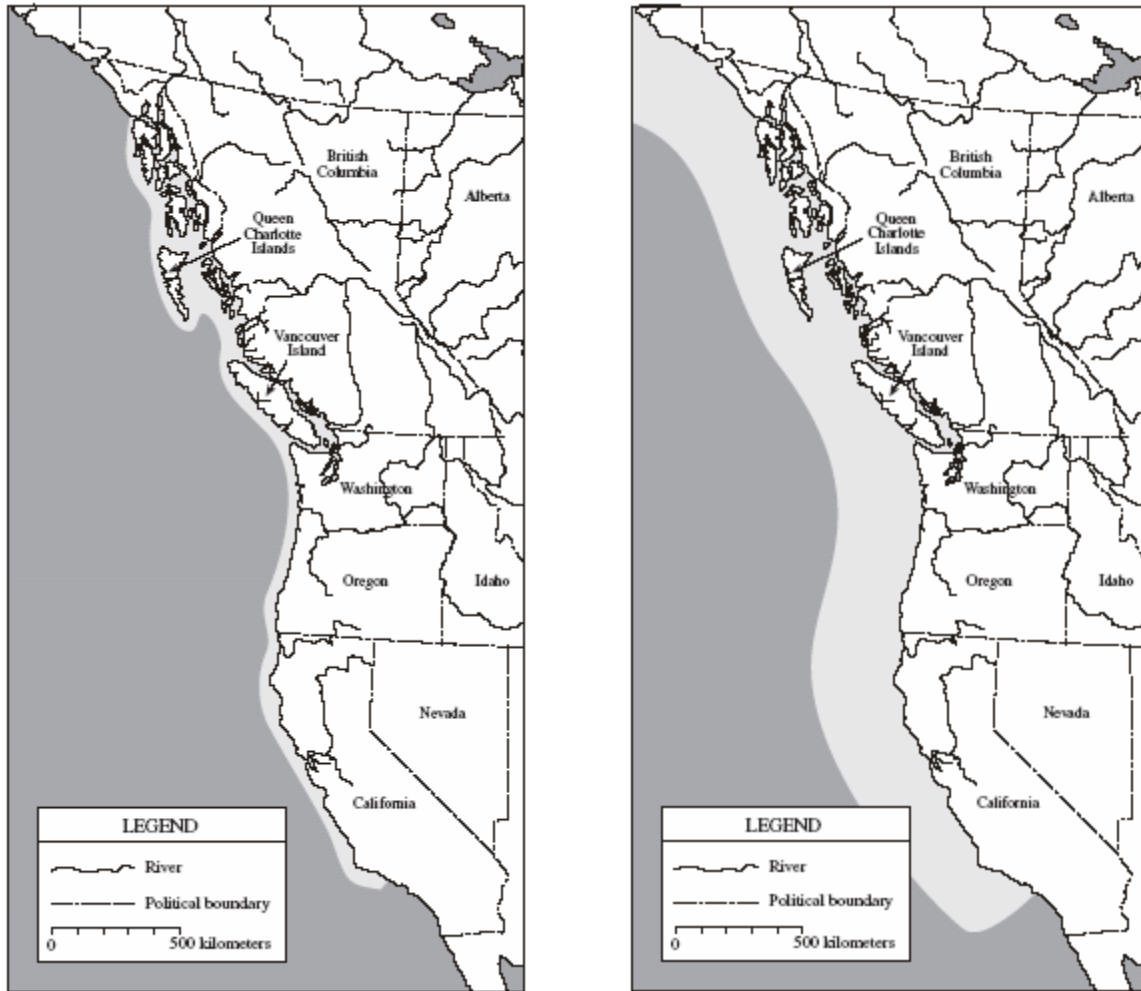 British
Columbia
Alberta
Queen
Charlotte
Islands
Vancouver
Island
Washington
Oregon
Idaho
Nevada
California
LEGEND
River
Political boundary
0 500 kilometers
British
Columbia
Alberta
Queen
Charlotte
Islands
Vancouver
Island
Washington
Oregon
Idaho
Nevada
California
LEGEND
River
Political boundary
0 500 kilometers